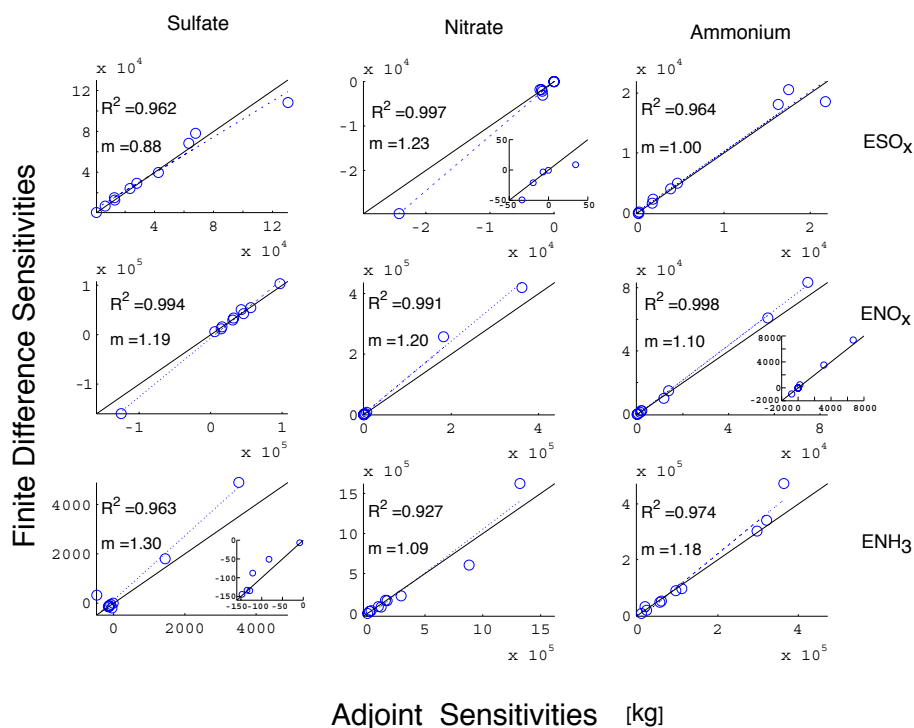 Sulfate
Nitrate
Ammonium
x 10^4
12
8
4
0
R^2 =0.962
m =0.88
0 4 8 12
x 10^4
x 10^4
0
-1
-2
R^2 =0.997
m =1.23
-2 -1 0
x 10^4
50
0
-50
-50 0 50
x 10^4
2
1
0
R^2 =0.964
m =1.00
0 1 2
x 10^4
ESO_x
x 10^5
1
0
-1
R^2 =0.994
m =1.19
-1 0 1
x 10^5
x 10^5
4
2
0
R^2 =0.991
m =1.20
0 2 4
x 10^5
x 10^4
8
4
0
R^2 =0.998
m =1.10
0 4 8
x 10^4
8000
4000
0
-2000
-2000 0 4000 8000
ENO_x
4000
2000
0
R^2 =0.963
m =1.30
0 2000 4000
0
-50
-100
-150
-150 -100 0
x 10^5
15
10
5
0
R^2 =0.927
m =1.09
0 5 10 15
x 10^5
x 10^5
4
2
0
R^2 =0.974
m =1.18
0 2 4
x 10^5
ENH_3
Finite Difference Sensitivities
Adjoint Sensitivities [kg]